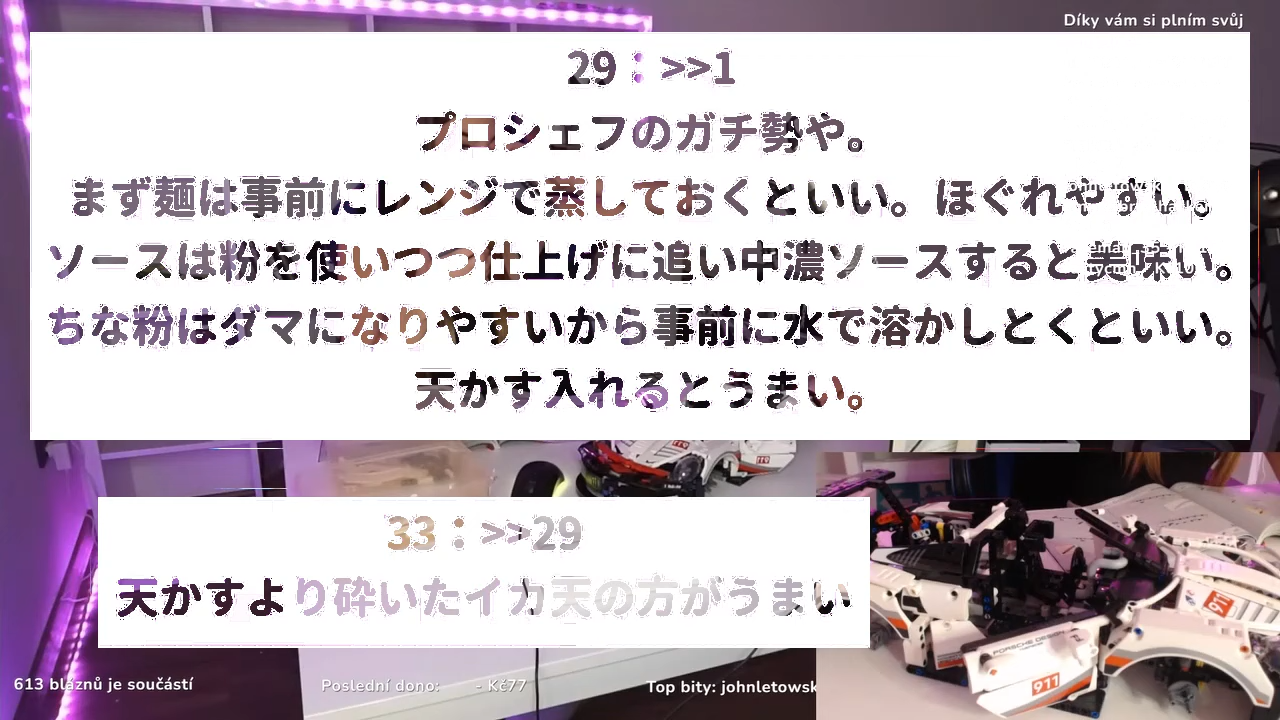 Díky vám si plním svůj
29：>>1
プロシェフのガチ勢や。
まず麺は事前にレンジで蒸しておくといい。ほぐれやすい。
ソースは粉を使いつつ仕上げに追い中濃ソースすると美味い。
ちな粉はダマになりやすいから事前に水で溶かしとくといい。
天かす入れるとうまい。
33：>>29
天かすより砕いたイカ天の方がうまい
911
PORSCHE DESIGN
911
613 bláznů je součástí
Poslední dono: - Kč77
Top bity: johnletowsk